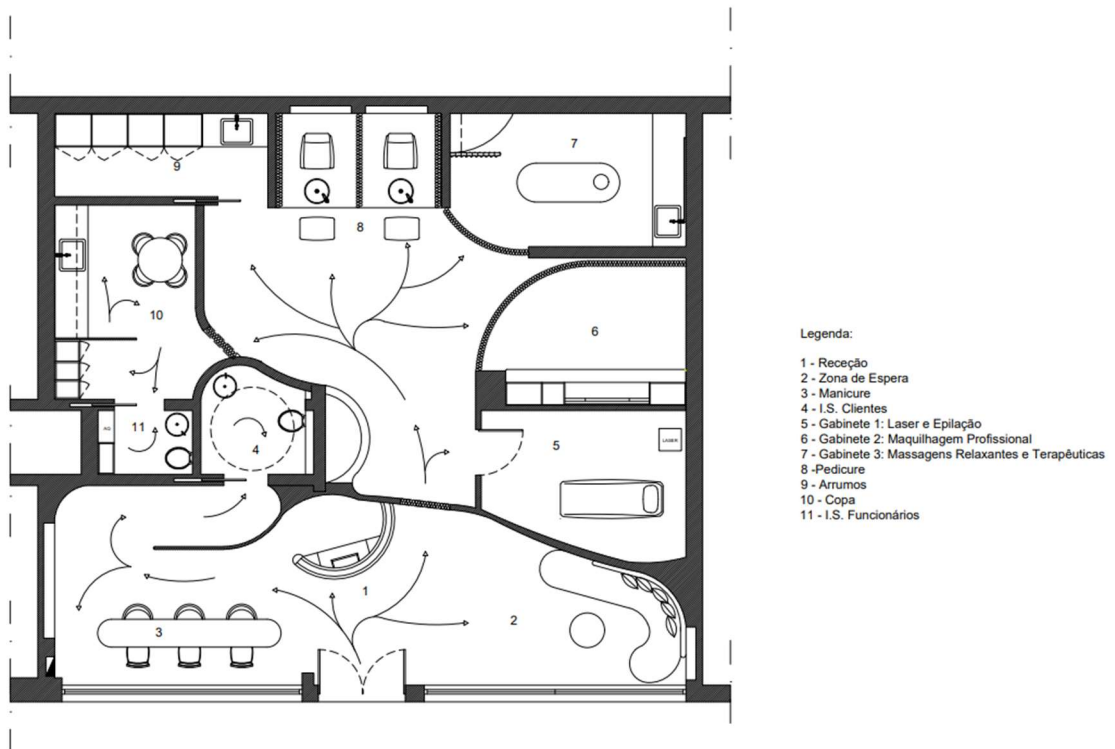 7
9
8
10
6
11
4
5
LASER
1
2
3
Legenda:
1 - Receção
2 - Zona de Espera
3 - Manicure
4 - I.S. Clientes
5 - Gabinete 1: Laser e Epilação
6 - Gabinete 2: Maquilhagem Profissional
7 - Gabinete 3: Massagens Relaxantes e Terapêuticas
8 -Pedicure
9 - Arrumos
10 - Copa
11 - I.S. Funcionários